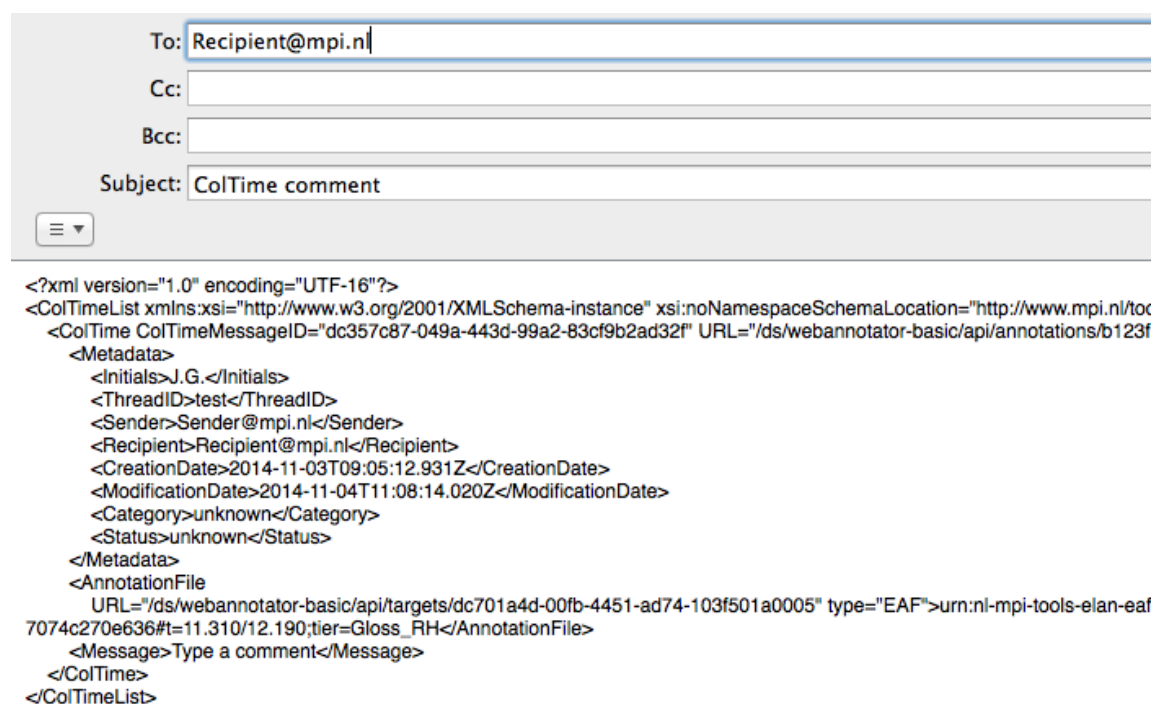 To: Recipient@mpi.nl
Cc:
Bcc:
Subject: ColTime comment
<?xml version="1.0" encoding="UTF-16"?>
<ColTimeList xmlns:xsi="http://www.w3.org/2001/XMLSchema-instance" xsi:noNamespaceSchemaLocation="http://www.mpi.nl/too
<ColTime ColTimeMessageID="dc357c87-049a-443d-99a2-83cf9b2ad32f" URL="/ds/webannotator-basic/api/annotations/b123f
<Metadata>
<Initials>J.G.</Initials>
<ThreadID>test</ThreadID>
<Sender>Sender@mpi.nl</Sender>
<Recipient>Recipient@mpi.nl</Recipient>
<CreationDate>2014-11-03T09:05:12.931Z</CreationDate>
<ModificationDate>2014-11-04T11:08:14.020Z</ModificationDate>
<Category>unknown</Category>
<Status>unknown</Status>
</Metadata>
<AnnotationFile
URL="/ds/webannotator-basic/api/targets/dc701a4d-00fb-4451-ad74-103f501a0005" type="EAF">urn:nl-mpi-tools-elan-eaf
7074c270e636#t=11.310/12.190;tier=Gloss_RH</AnnotationFile>
<Message>Type a comment</Message>
</ColTime>
</ColTimeList>